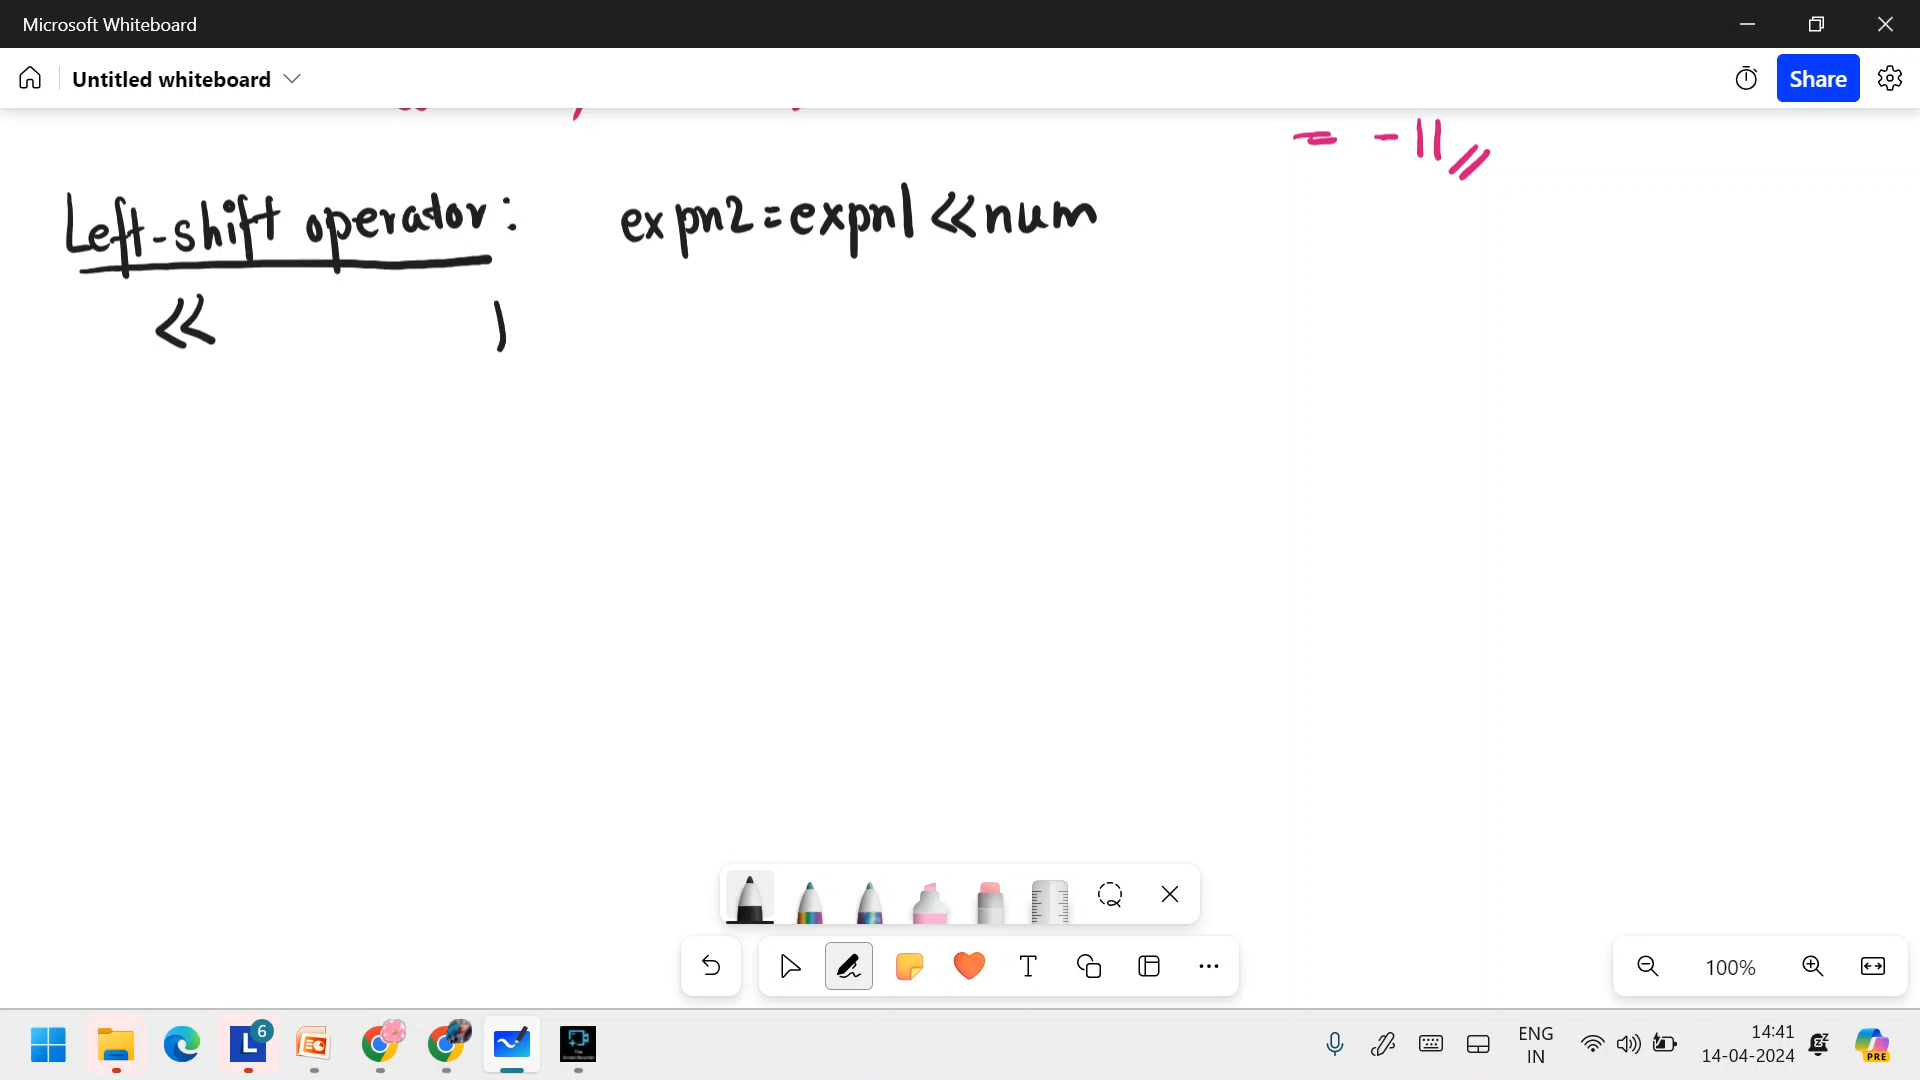 Microsoft Whiteboard
Untitled whiteboard
Share
= -11//
Left-shift operator: expn2=expn1 <<num
<< )
100%
6
ENG
IN
14:41
14-04-2024
PRE